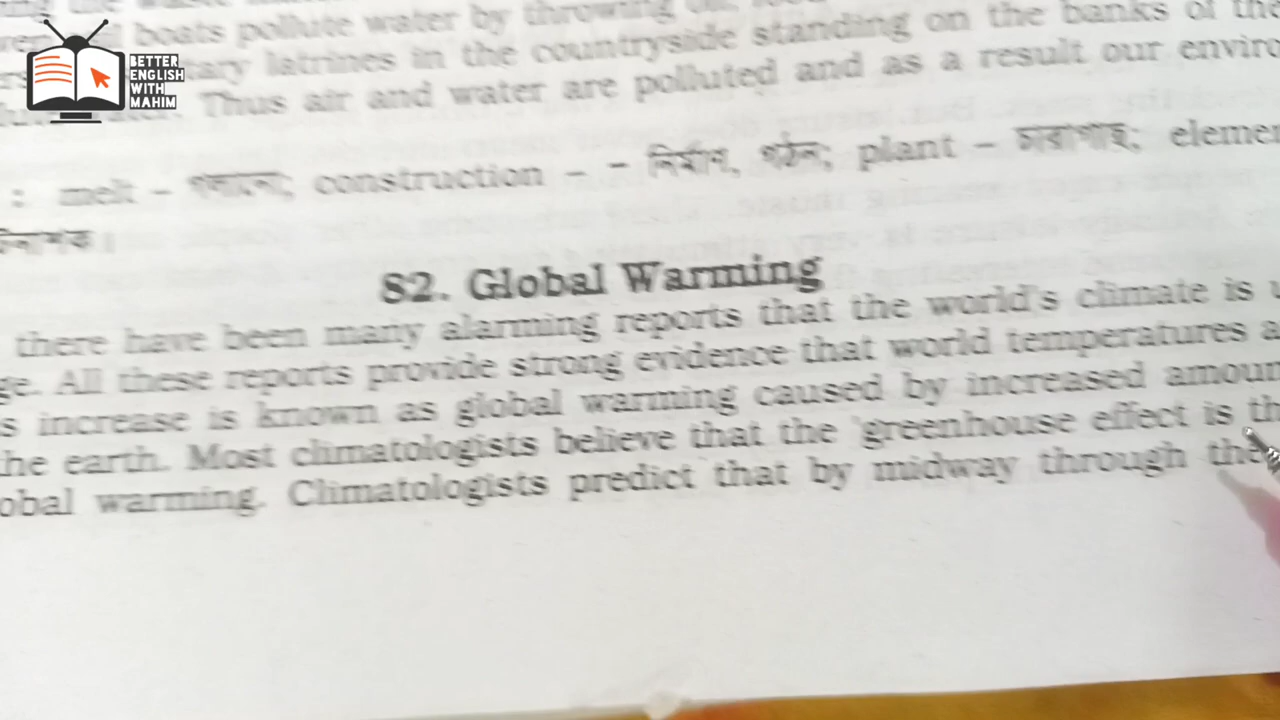 BETTER
ENGLISH
WITH
MAHIM
boats pollute water by throwing
latrines in the countryside standing on the banks of the
Thus air and water are polluted and as a result our enviro
: melt – গলানো; construction – – নির্মাণ, গঠন; plant – চারাগাছ; elemen
82. Global Warming
there have been many alarming reports that the world's climate is
ge. All these reports provide strong evidence that world temperatures a
s increase is known as global warming caused by increased amoun
he earth. Most climatologists believe that the 'greenhouse effect is th
obal warming. Climatologists predict that by midway through the